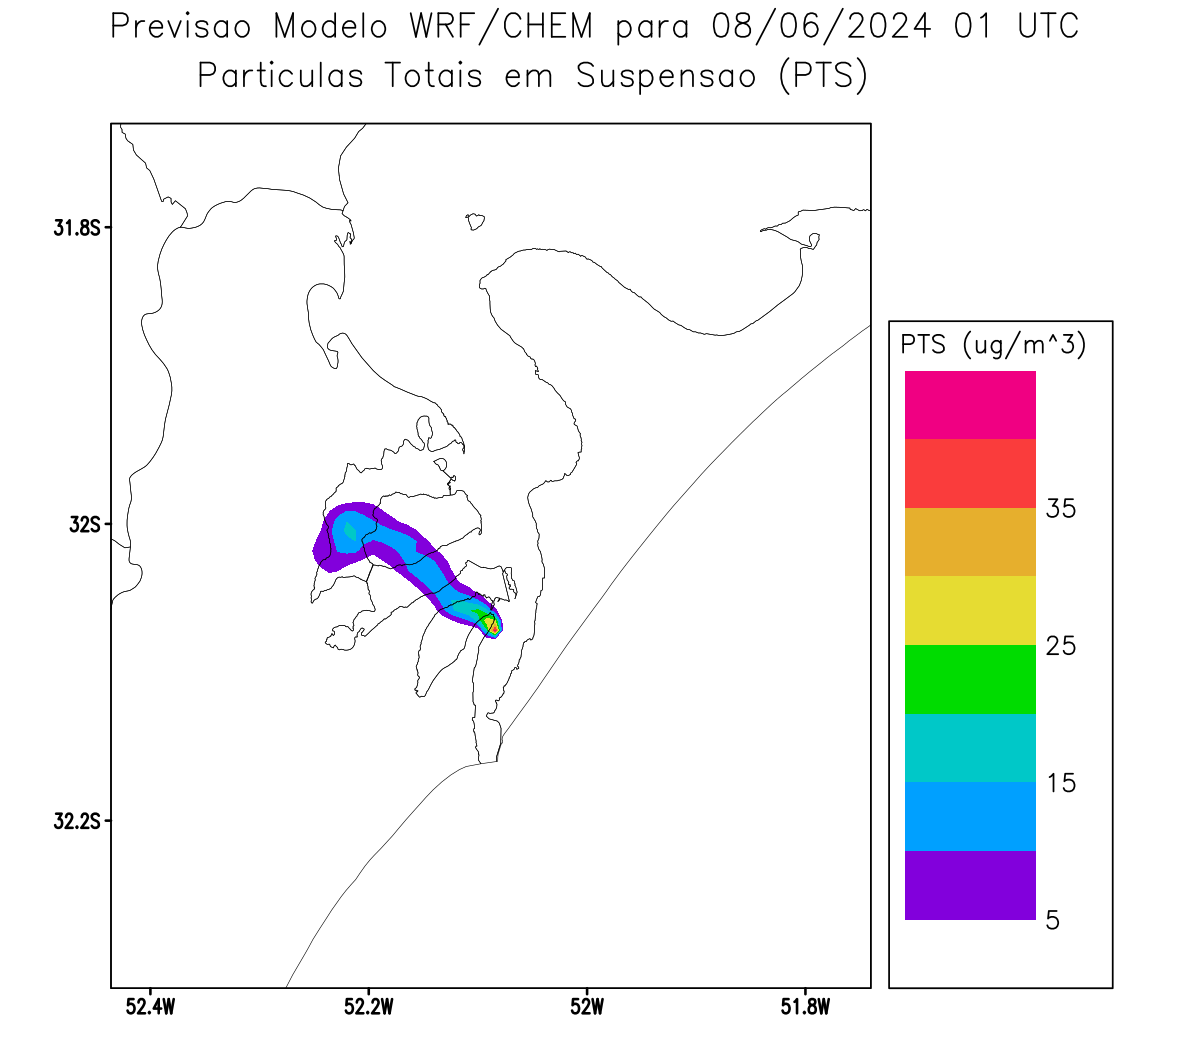 Previsao Modelo WRF/CHEM para 08/06/2024 01 UTC
Particulas Totais em Suspensao (PTS)
31.8S
32S
32.2S
52.4W 52.2W 52W 51.8W
PTS (ug/m^3)
35
25
15
5